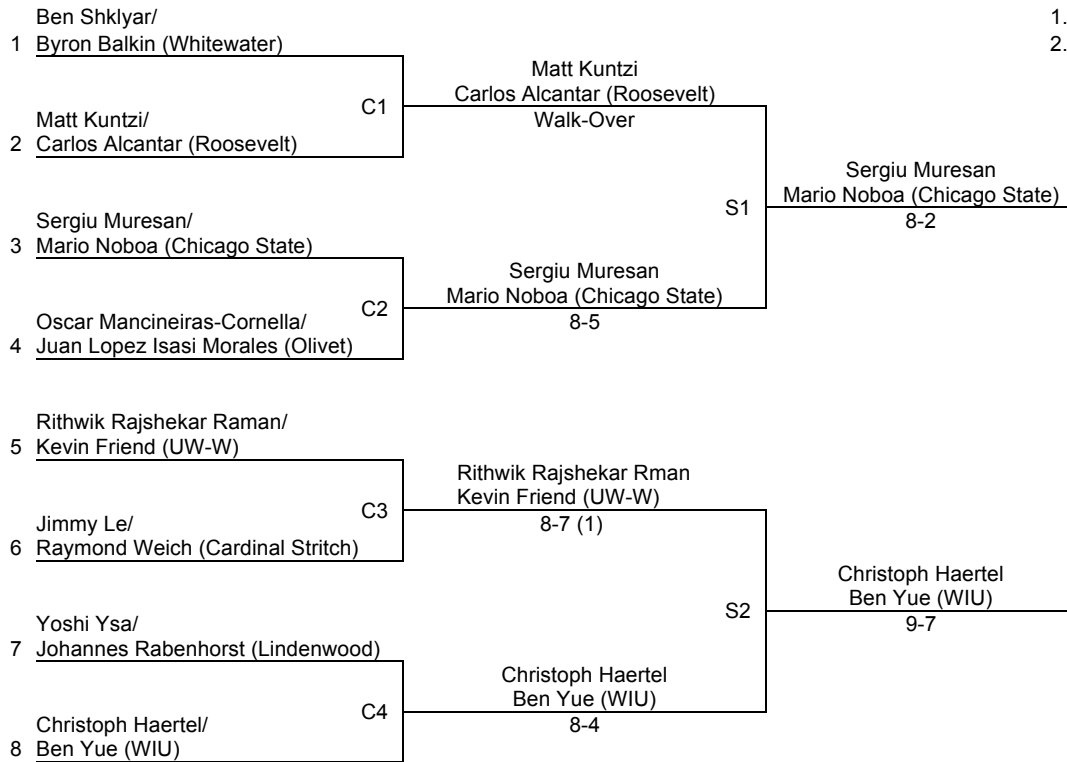 Ben Shklyar/
1.
1 Byron Balkin (Whitewater)
2.
Matt Kuntzi
Carlos Alcantar (Roosevelt)
C1
Walk-Over
Matt Kuntzi/
2 Carlos Alcantar (Roosevelt)
Sergiu Muresan
Mario Noboa (Chicago State)
S1
8-2
Sergiu Muresan/
3 Mario Noboa (Chicago State)
Sergiu Muresan
Mario Noboa (Chicago State)
C2
8-5
Oscar Mancineiras-Cornella/
4 Juan Lopez Isasi Morales (Olivet)
Rithwik Rajshekar Raman/
5 Kevin Friend (UW-W)
Rithwik Rajshekar Rman
Kevin Friend (UW-W)
C3
8-7 (1)
Jimmy Le/
6 Raymond Weich (Cardinal Stritch)
Christoph Haertel
Ben Yue (WIU)
S2
9-7
Yoshi Ysa/
7 Johannes Rabenhorst (Lindenwood)
Christoph Haertel
Ben Yue (WIU)
C4
8-4
Christoph Haertel/
8 Ben Yue (WIU)